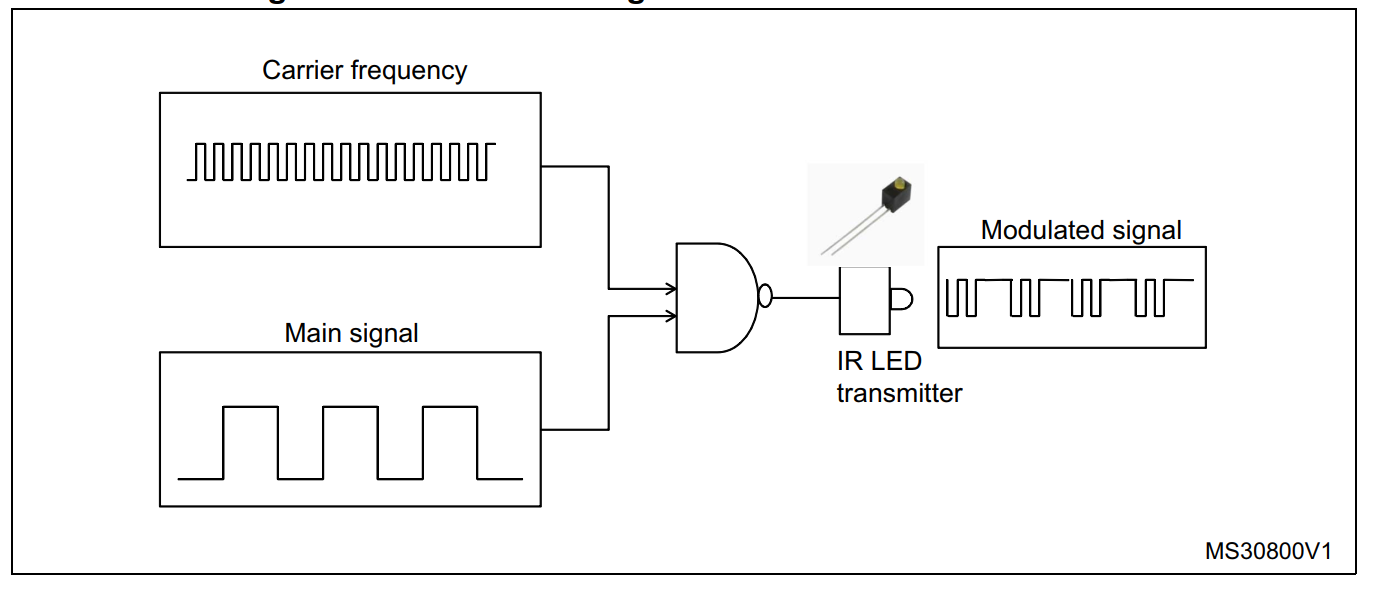 Carrier frequency
Modulated signal
Main signal
IR LED
transmitter
MS30800V1